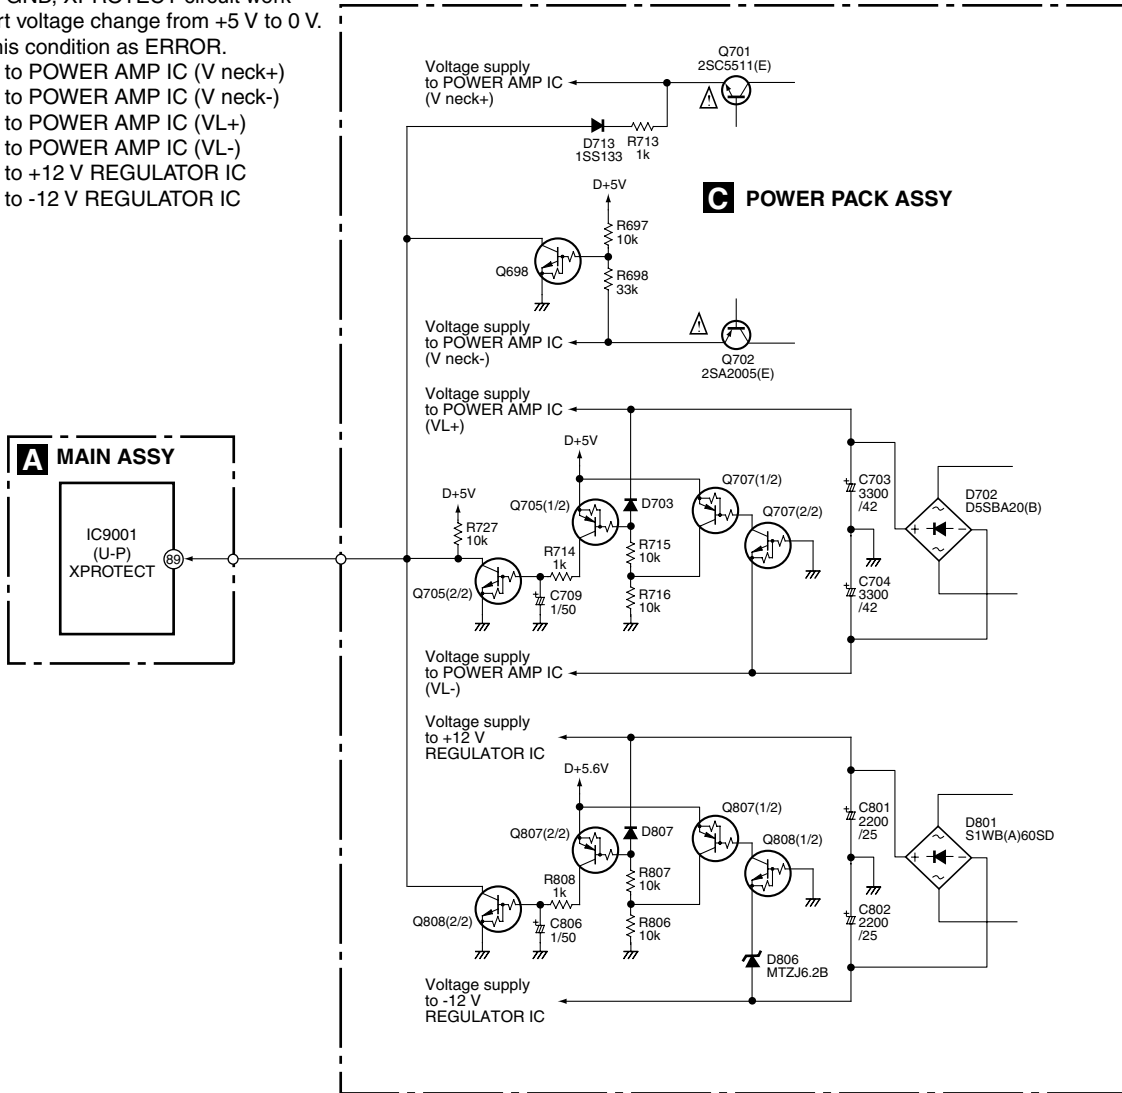 GND, XPROTECT circuit work
rt voltage change from +5 V to 0 V.
his condition as ERROR.
to POWER AMP IC (V neck+)
to POWER AMP IC (V neck-)
to POWER AMP IC (VL+)
to POWER AMP IC (VL-)
to +12 V REGULATOR IC
to -12 V REGULATOR IC
Voltage supply
to POWER AMP IC
(V neck+)
Q701
2SC5511(E)
D713
1SS133
R713
1k
D+5V
C POWER PACK ASSY
R697
10k
Q698
R698
33k
Voltage supply
to POWER AMP IC
(V neck-)
Q702
2SA2005(E)
Voltage supply
to POWER AMP IC
(VL+)
A MAIN ASSY
IC9001
(U-P)
XPROTECT
89
D+5V
D+5V
R727
10k
Q705(1/2)
D703
Q707(1/2)
Q707(2/2)
C703
3300
/42
D702
D5SBA20(B)
+
~
~
-
R714
1k
R715
10k
Q705(2/2)
C709
1/50
R716
10k
C704
3300
/42
Voltage supply
to POWER AMP IC
(VL-)
Voltage supply
to +12 V
REGULATOR IC
D+5.6V
Q807(2/2)
D807
Q807(1/2)
Q808(1/2)
C801
2200
/25
D801
S1WB(A)60SD
+
~
~
-
R808
1k
R807
10k
Q808(2/2)
C806
1/50
R806
10k
C802
2200
/25
D806
MTZJ6.2B
Voltage supply
to -12 V
REGULATOR IC